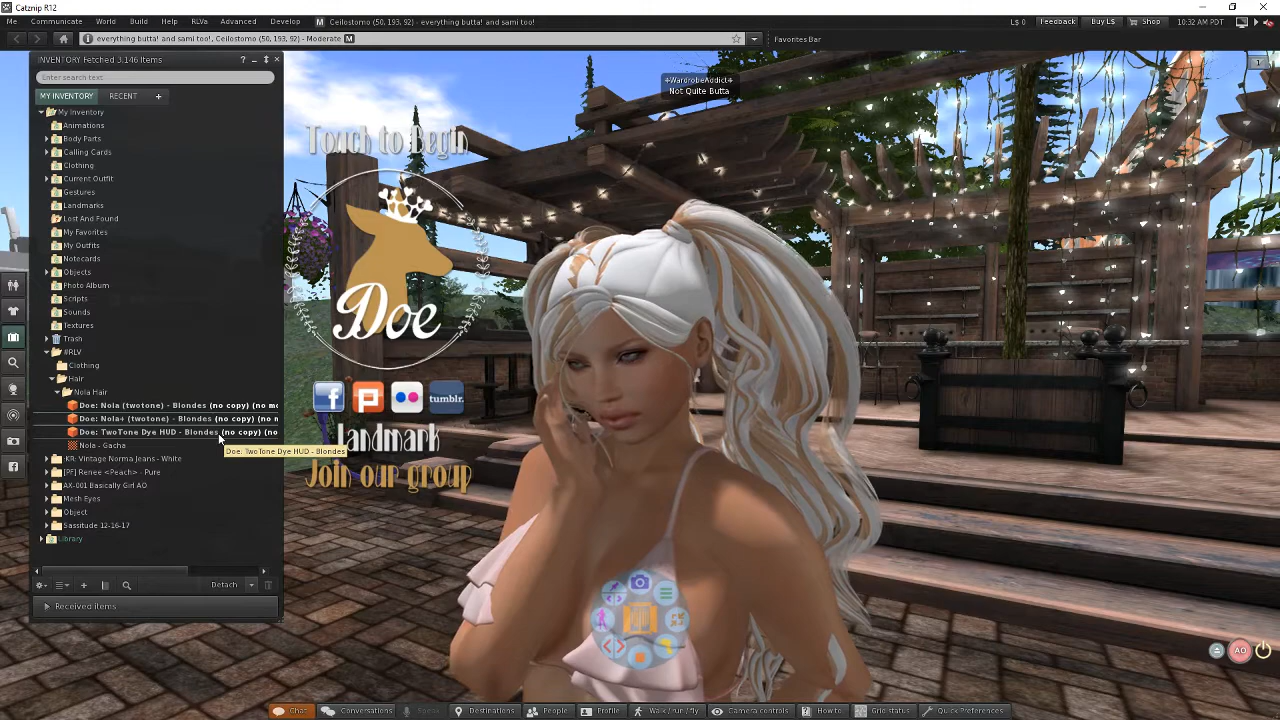 Catznip R12
Me Communicate World Build Help RLVa Advanced Develop M Ceilostomo (50, 193, 92) - everything butta! and sami too! L$ 0 Feedback Buy L$ Shop 10:32 AM PDT
everything butta! and sami too!, Ceilostomo (50, 193, 92) - Moderate M Favorites Bar
INVENTORY Fetched 3,146 Items ?
Enter search text
MY INVENTORY RECENT +
My Inventory
Animations
Body Parts
Calling Cards
Clothing
Current Outfit
Gestures
Landmarks
Lost And Found
My Favorites
My Outfits
Notecards
Objects
Photo Album
Scripts
Sounds
Textures
Trash
#RLV
Clothing
Hair
Nola Hair
Doe: Nola (twotone) - Blondes (no copy) (no mo
Doe: Nola+ (twotone) - Blondes (no copy) (no m
Doe: TwoTone Dye HUD - Blondes (no copy) (no
Nola - Gacha
Doe: TwoTone Dye HUD - Blondes
KR: Vintage Norma Jeans - White
[PF] Renee <Peach> - Pure
AX-001 Basically Girl AO
Mesh Eyes
Object
Sassitude 12-16-17
Library
Detach
Received items
+WardrobeAddict+
Not Quite Butta
Touch to Begin
Doe
tumblr.
landmark
Join our group
AO
Chat Conversations Speak Destinations People Profile Walk / run / fly Camera controls How to Grid status Quick Preferences